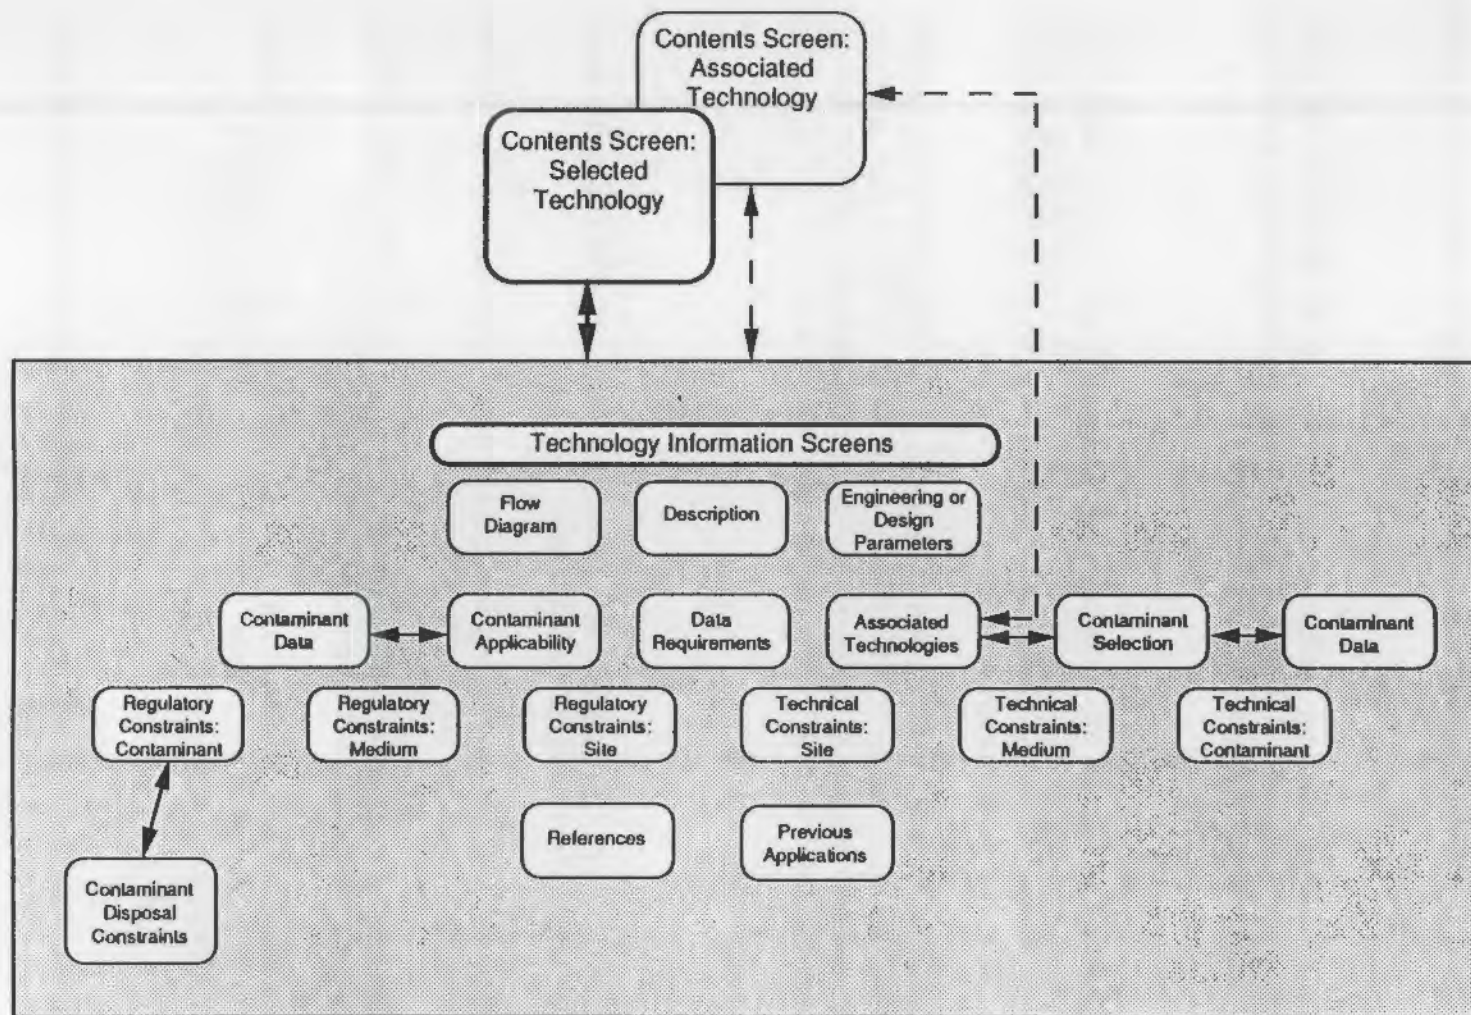 Contents Screen:
Associated
Technology
Contents Screen:
Selected
Technology
Technology Information Screens
Flow
Diagram
Description
Engineering or
Design
Parameters
Contaminant
Data
Contaminant
Applicability
Data
Requirements
Associated
Technologies
Contaminant
Selection
Contaminant
Data
Regulatory
Constraints:
Contaminant
Regulatory
Constraints:
Medium
Regulatory
Constraints:
Site
Technical
Constraints:
Site
Technical
Constraints:
Medium
Technical
Constraints:
Contaminant
References
Previous
Applications
Contaminant
Disposal
Constraints